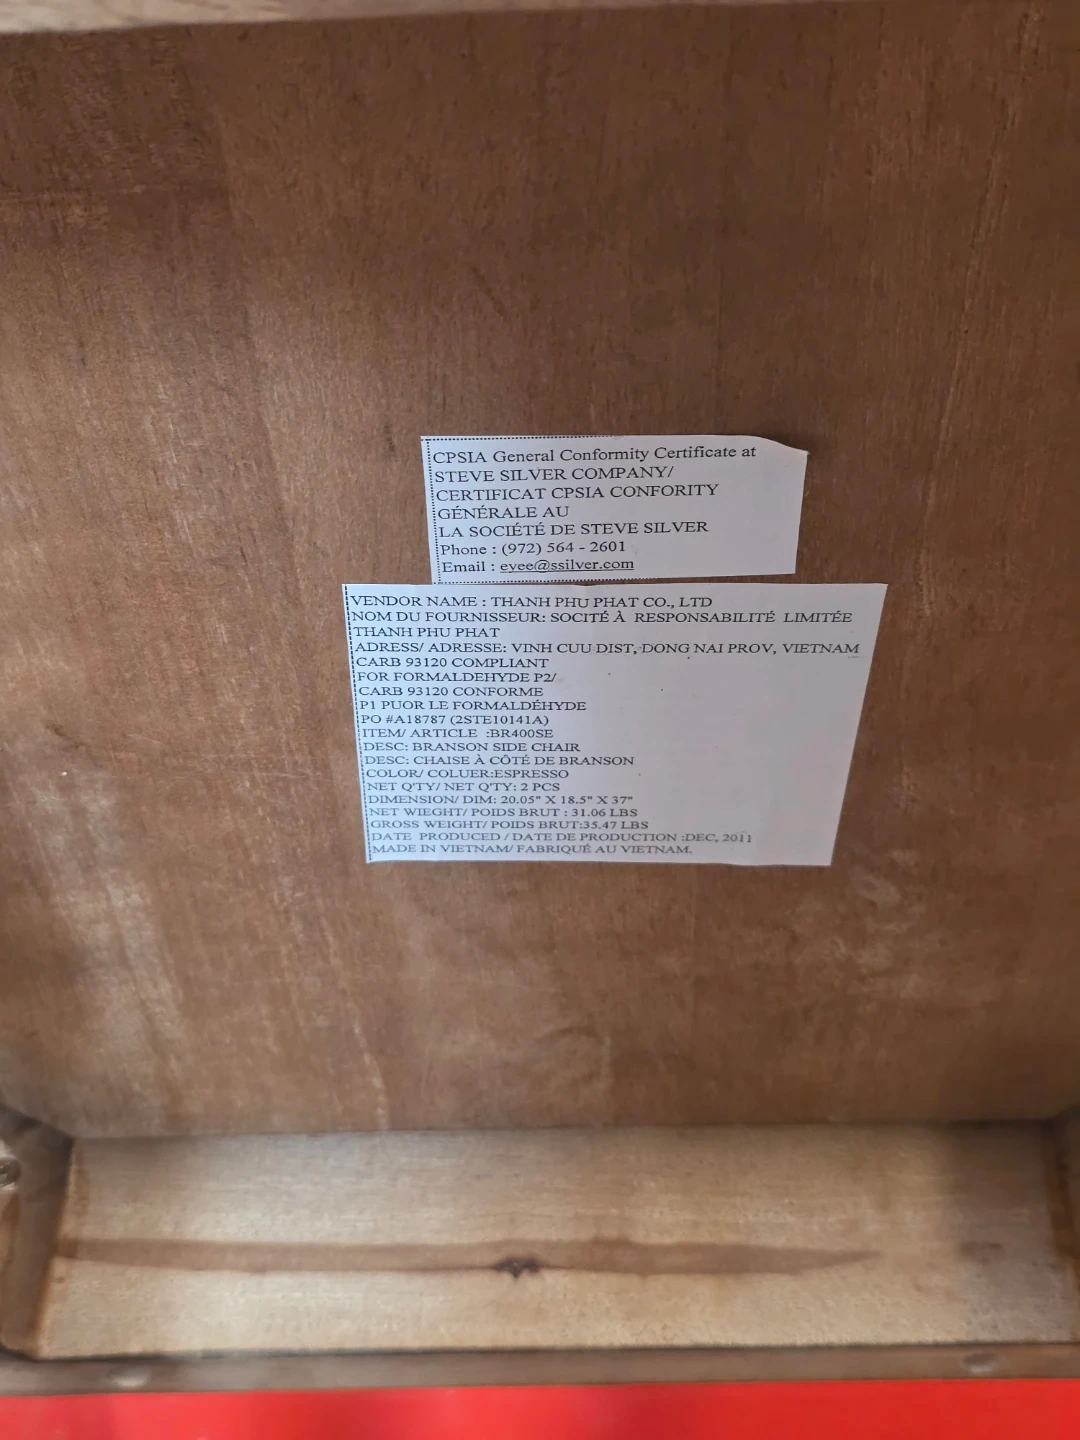 CPSIA General Conformity Certificate at
STEVE SILVER COMPANY/
CERTIFICAT CPSIA CONFORITY
GÉNÉRALE AU
LA SOCIÉTÉ DE STEVE SILVER
Phone : (972) 564 - 2601
Email : eyee@ssilver.com
VENDOR NAME : THANH PHU PHAT CO., LTD
NOM DU FOURNISSEUR: SOCITÉ À RESPONSABILITÉ LIMITÉE
THANH PHU PHAT
ADRESS/ ADRESSE: VINH CUU DIST, DONG NAI PROV, VIETNAM
CARB 93120 COMPLIANT
FOR FORMALDEHYDE P2/
CARB 93120 CONFORME
P1 PUOR LE FORMALDÉHYDE
PO #A18787 (2STE10141A)
ITEM/ ARTICLE :BR400SE
DESC: BRANSON SIDE CHAIR
DESC: CHAISE À CÔTÉ DE BRANSON
COLOR/ COLUER:ESPRESSO
NET Q'TY/ NET Q'TY: 2 PCS
DIMENSION/ DIM: 20.05" X 18.5" X 37"
NET WIEGHT/ POIDS BRUT : 31.06 LBS
GROSS WEIGHT/ POIDS BRUT:35.47 LBS
DATE PRODUCED / DATE DE PRODUCTION :DEC, 2011
MADE IN VIETNAM/ FABRIQUÉ AU VIETNAM.